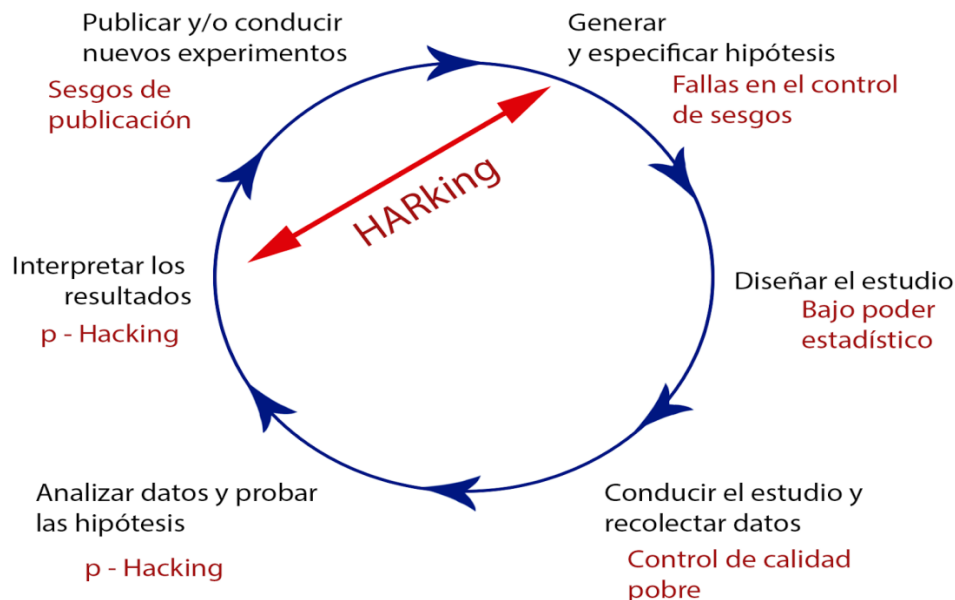 Publicar y/o conducir
nuevos experimentos
Sesgos de
publicación
Generar
y especificar hipótesis
Fallas en el control
de sesgos
HARking
Interpretar los
resultados
p - Hacking
Diseñar el estudio
Bajo poder
estadístico
Analizar datos y probar
las hipótesis
p - Hacking
Conducir el estudio y
recolectar datos
Control de calidad
pobre